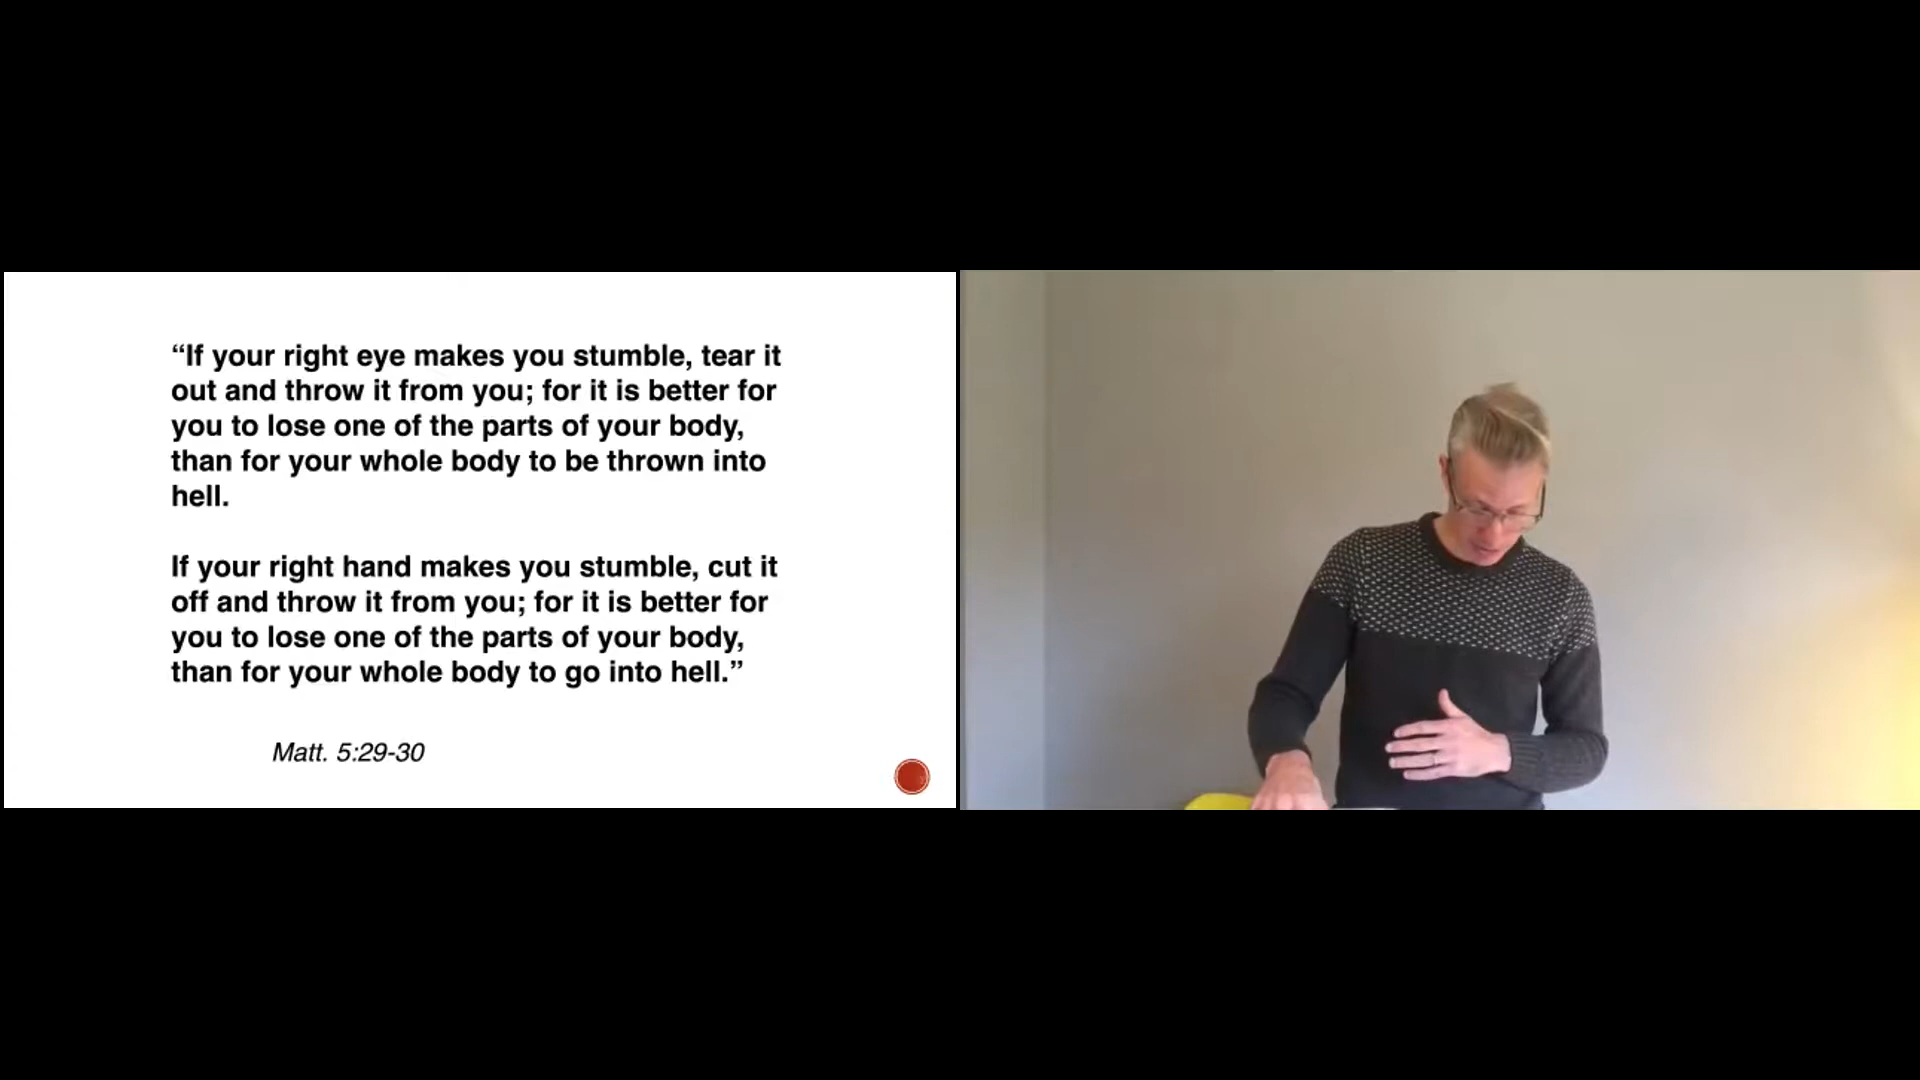 “If your right eye makes you stumble, tear it
out and throw it from you; for it is better for
you to lose one of the parts of your body,
than for your whole body to be thrown into
hell.
If your right hand makes you stumble, cut it
off and throw it from you; for it is better for
you to lose one of the parts of your body,
than for your whole body to go into hell.”
Matt. 5:29-30